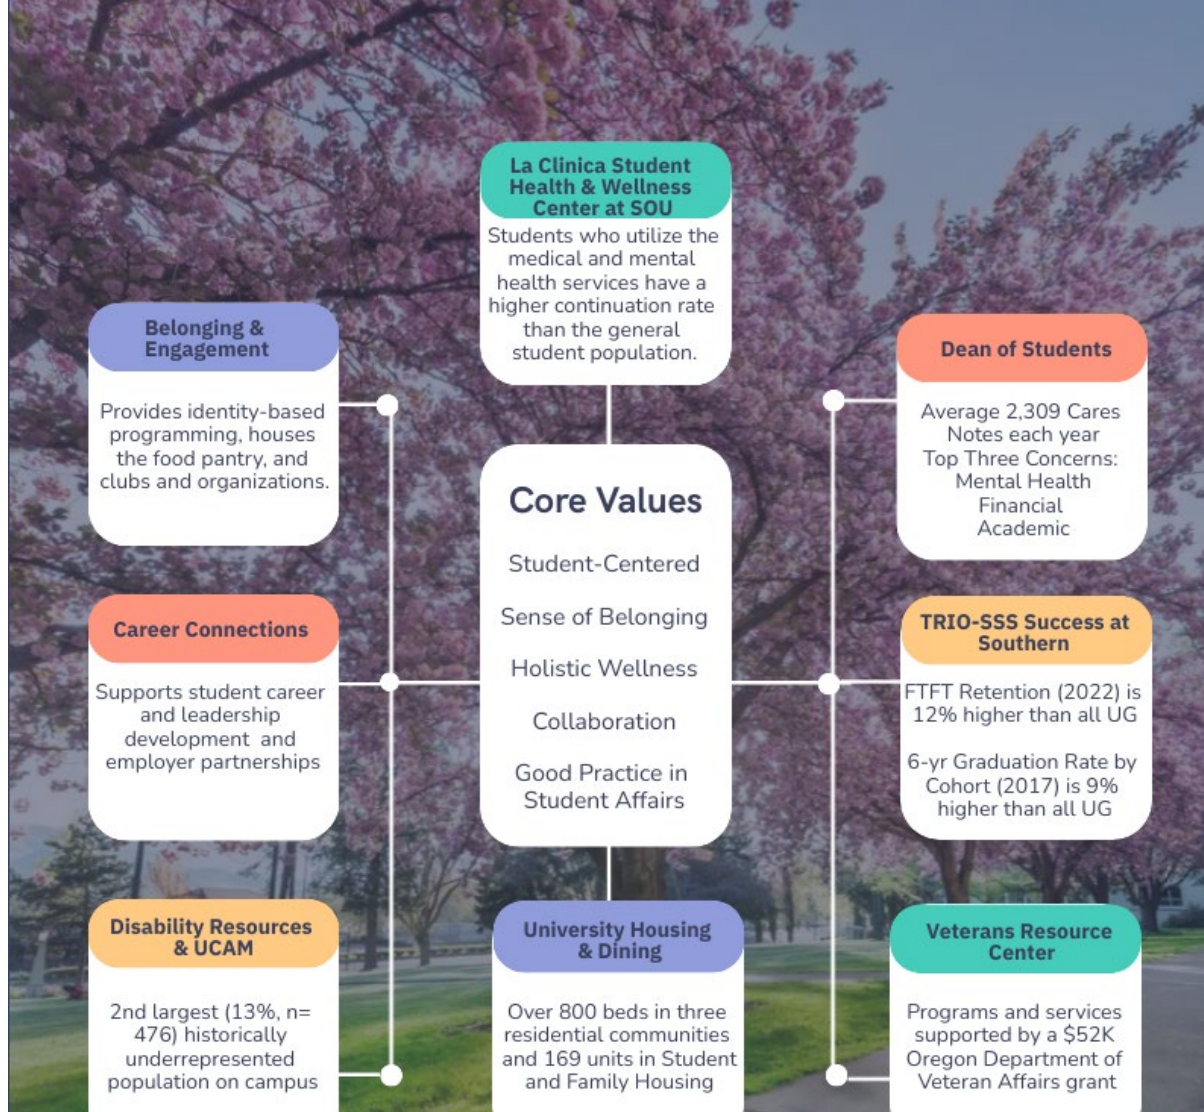 La Clinica Student
Health & Wellness
Center at SOU
Students who utilize the
medical and mental
health services have a
higher continuation rate
than the general
student population.
Belonging &
Engagement
Provides identity-based
programming, houses
the food pantry, and
clubs and organizations.
Dean of Students
Average 2,309 Cares
Notes each year
Top Three Concerns:
Mental Health
Financial
Academic
Core Values
Student-Centered
Sense of Belonging
Holistic Wellness
Collaboration
Good Practice in
Student Affairs
Career Connections
Supports student career
and leadership
development and
employer partnerships
TRIO-SSS Success at
Southern
FTFT Retention (2022) is
12% higher than all UG
6-yr Graduation Rate by
Cohort (2017) is 9%
higher than all UG
Disability Resources
& UCAM
2nd largest (13%, n=
476) historically
underrepresented
population on campus
University Housing
& Dining
Over 800 beds in three
residential communities
and 169 units in Student
and Family Housing
Veterans Resource
Center
Programs and services
supported by a $52K
Oregon Department of
Veteran Affairs grant